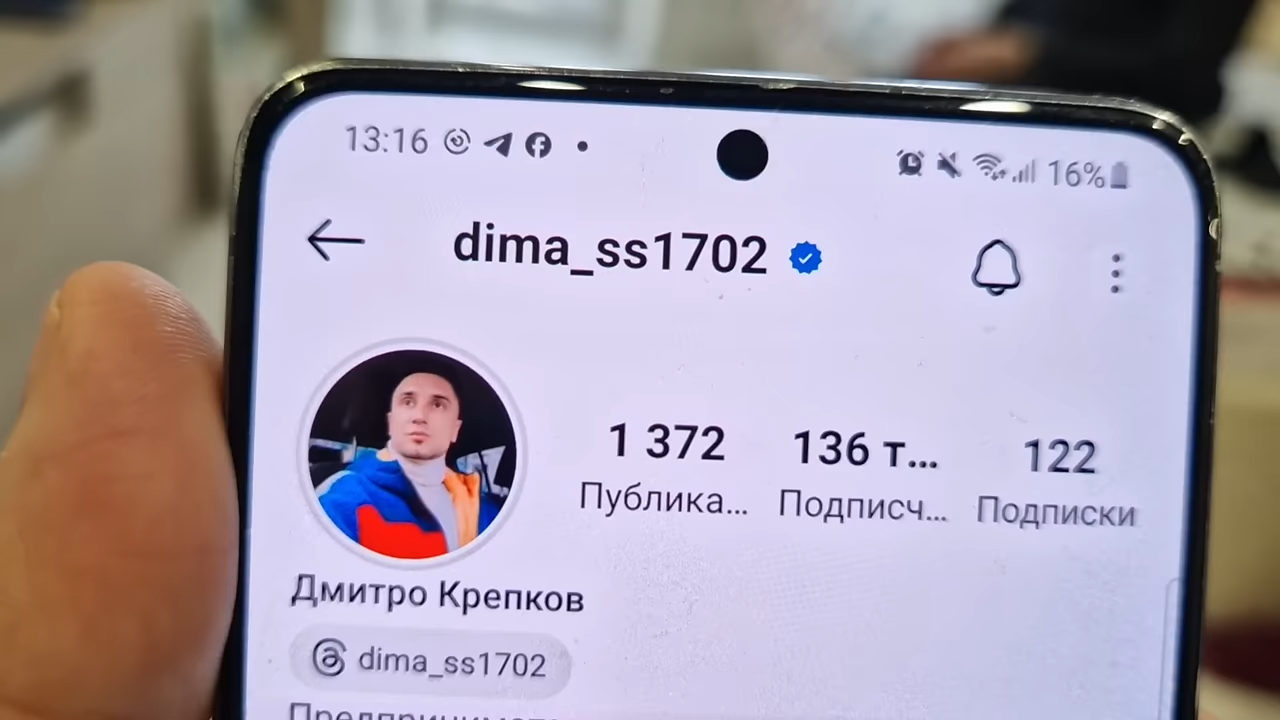 13:16 16%
dima_ss1702
1 372 136 т... 122
Публика... Подписч... Подписки
Дмитро Крепков
dima_ss1702